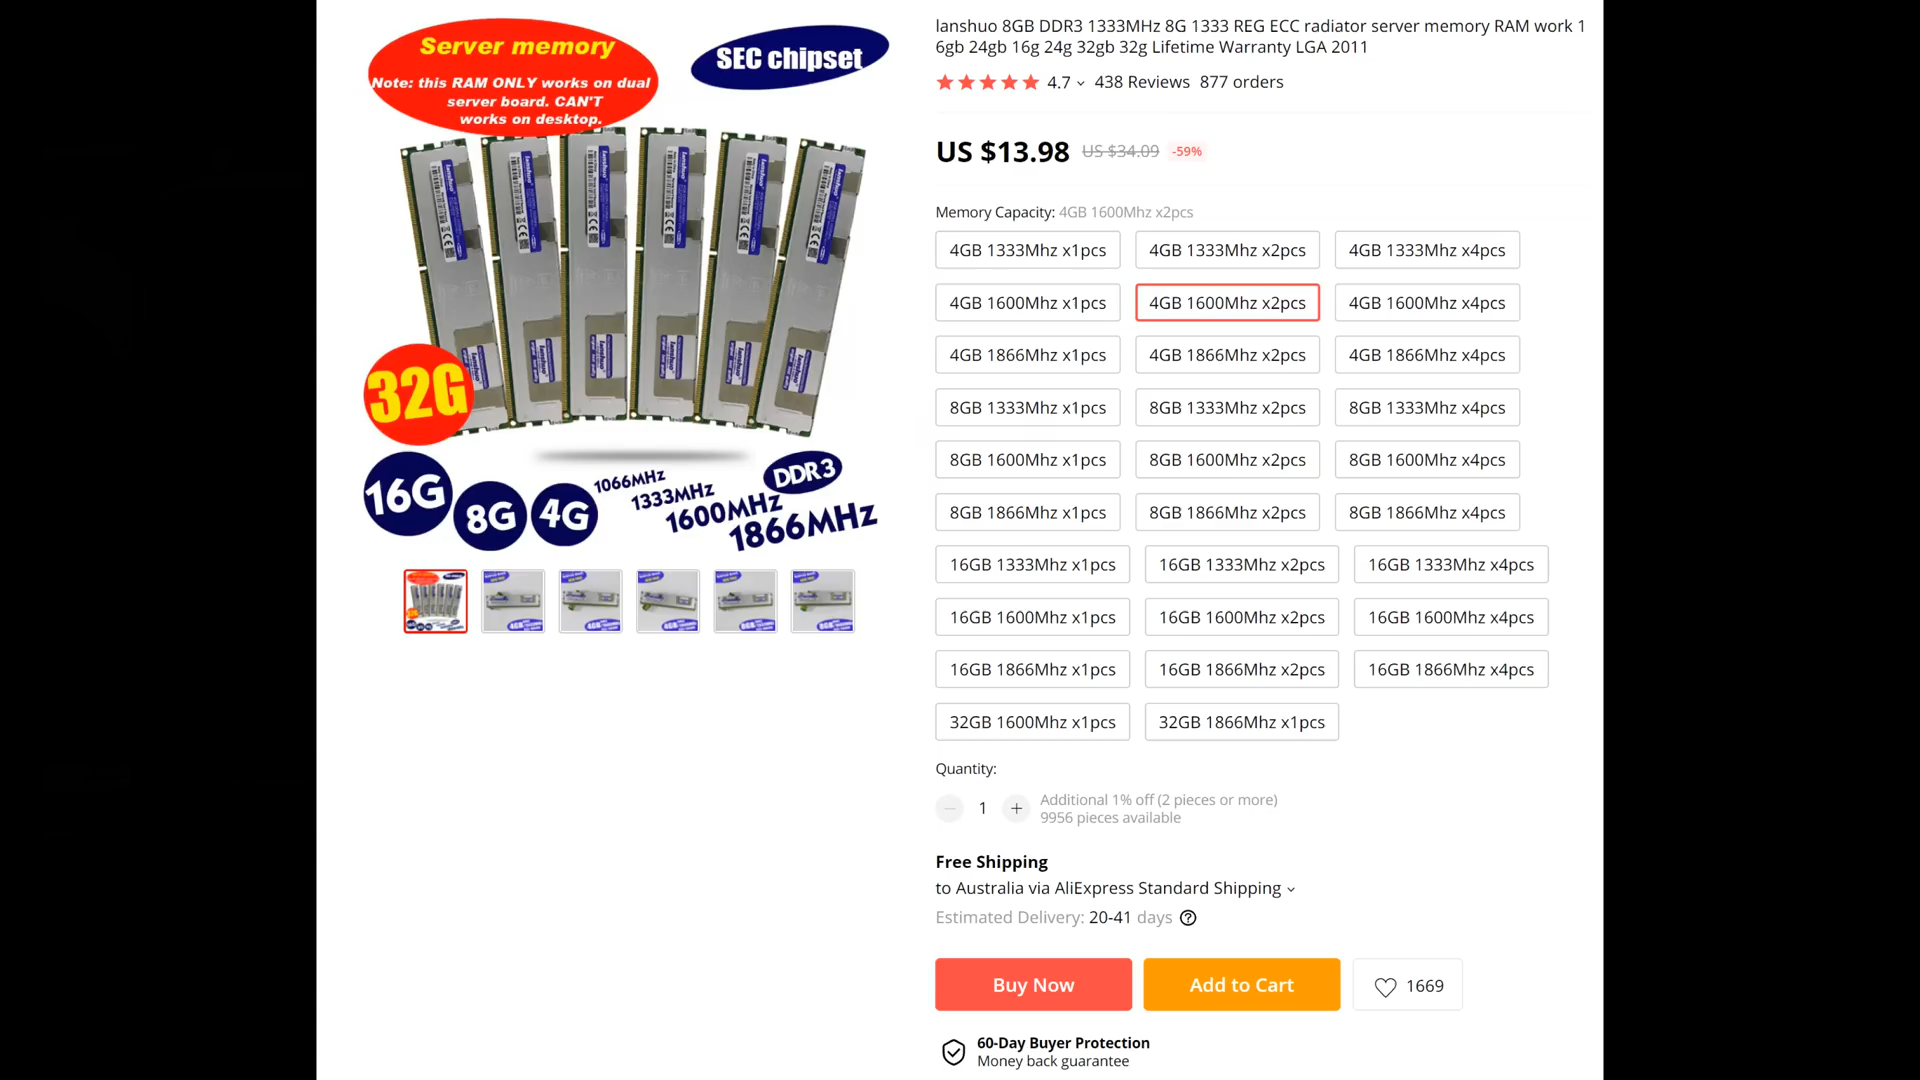 Server memory
Note: this RAM ONLY works on dual
server board. CAN'T
works on desktop.
SEC chipset
32G
16G
8G
4G
1066MHz
1333MHz
1600MHz
1866MHz
DDR3
lanshuo 8GB DDR3 1333MHz 8G 1333 REG ECC radiator server memory RAM work 1
6gb 24gb 16g 24g 32gb 32g Lifetime Warranty LGA 2011
4.7 438 Reviews 877 orders
US $13.98 US $34.09 -59%
Memory Capacity: 4GB 1600Mhz x2pcs
4GB 1333Mhz x1pcs 4GB 1333Mhz x2pcs 4GB 1333Mhz x4pcs
4GB 1600Mhz x1pcs 4GB 1600Mhz x2pcs 4GB 1600Mhz x4pcs
4GB 1866Mhz x1pcs 4GB 1866Mhz x2pcs 4GB 1866Mhz x4pcs
8GB 1333Mhz x1pcs 8GB 1333Mhz x2pcs 8GB 1333Mhz x4pcs
8GB 1600Mhz x1pcs 8GB 1600Mhz x2pcs 8GB 1600Mhz x4pcs
8GB 1866Mhz x1pcs 8GB 1866Mhz x2pcs 8GB 1866Mhz x4pcs
16GB 1333Mhz x1pcs 16GB 1333Mhz x2pcs 16GB 1333Mhz x4pcs
16GB 1600Mhz x1pcs 16GB 1600Mhz x2pcs 16GB 1600Mhz x4pcs
16GB 1866Mhz x1pcs 16GB 1866Mhz x2pcs 16GB 1866Mhz x4pcs
32GB 1600Mhz x1pcs 32GB 1866Mhz x1pcs
Quantity:
1
Additional 1% off (2 pieces or more)
9956 pieces available
Free Shipping
to Australia via AliExpress Standard Shipping
Estimated Delivery: 20-41 days
Buy Now Add to Cart 1669
60-Day Buyer Protection
Money back guarantee